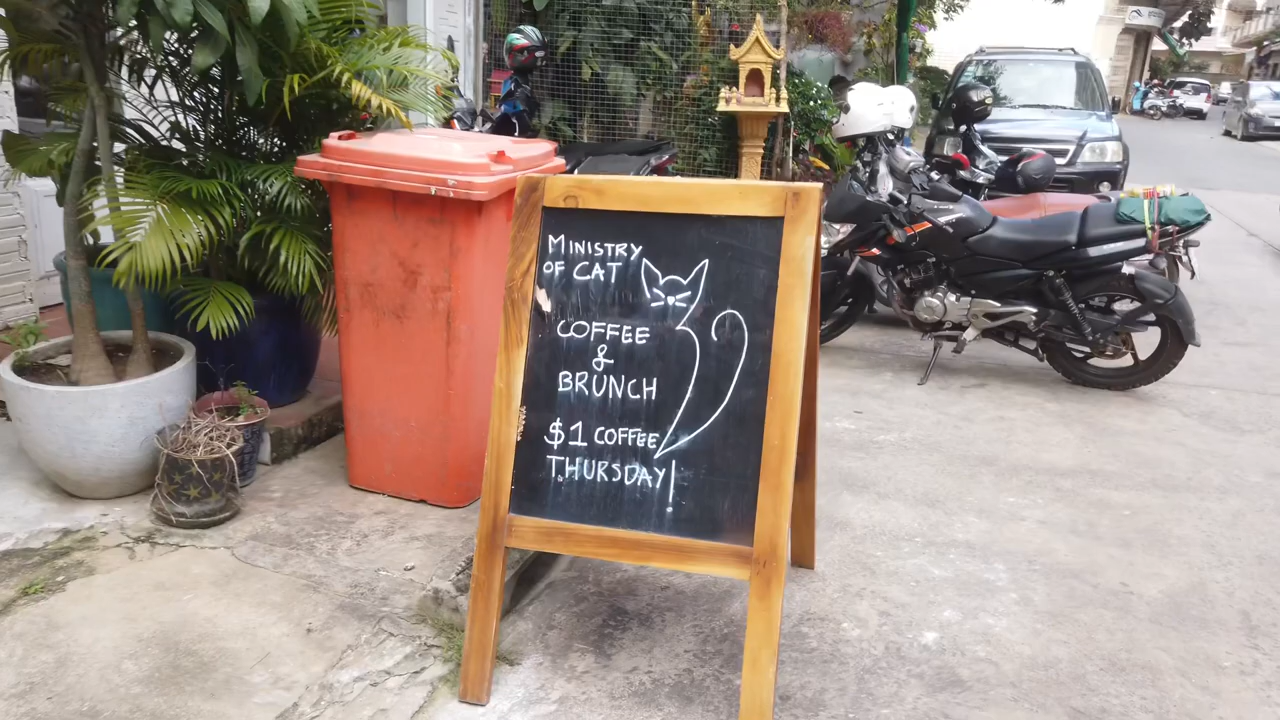 MINISTRY
OF CAT
COFFEE
&
BRUNCH
$1 COFFEE
THURSDAY!